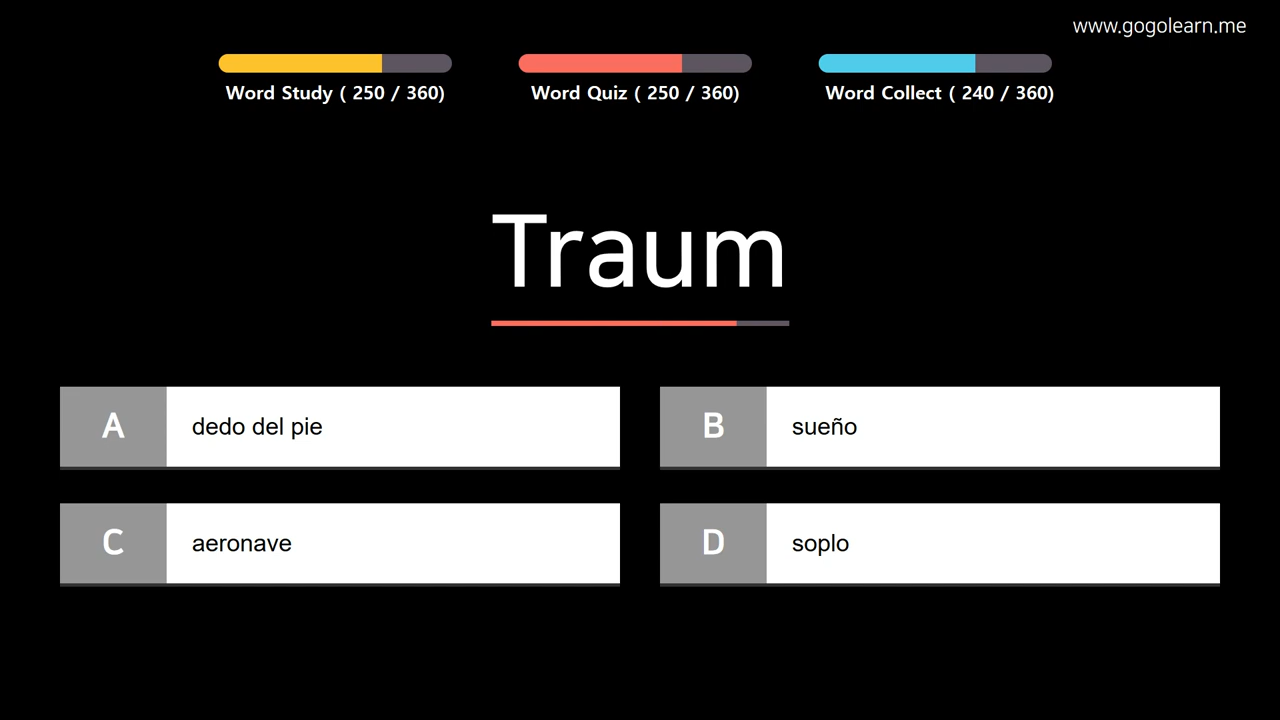 www.gogolearn.me
Word Study ( 250 / 360)
Word Quiz ( 250 / 360)
Word Collect ( 240 / 360)
Traum
A
dedo del pie
B
sueño
C
aeronave
D
soplo